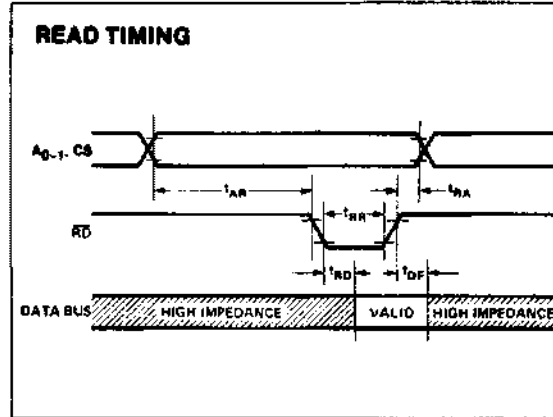 READ TIMING
A0-1, CS
tAR
tRA
RD
tRR
tRD
tDF
DATA BUS
HIGH IMPEDANCE
VALID
HIGH IMPEDANCE